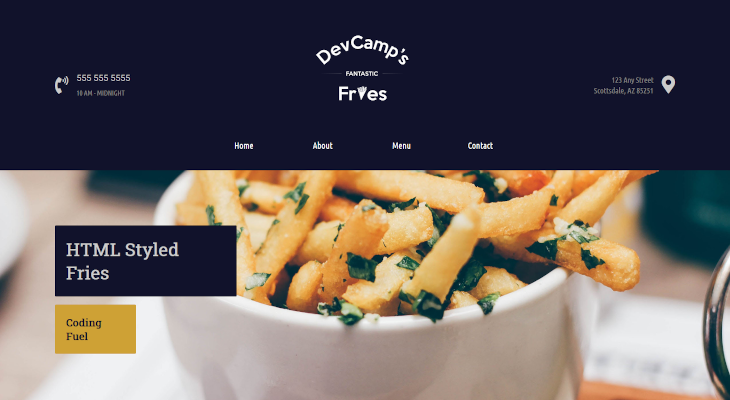 DevCamp's
FANTASTIC
Fries
555 555 5555
10 AM - MIDNIGHT
123 Any Street
Scottsdale, AZ 85251
Home
About
Menu
Contact
HTML Styled
Fries
Coding
Fuel